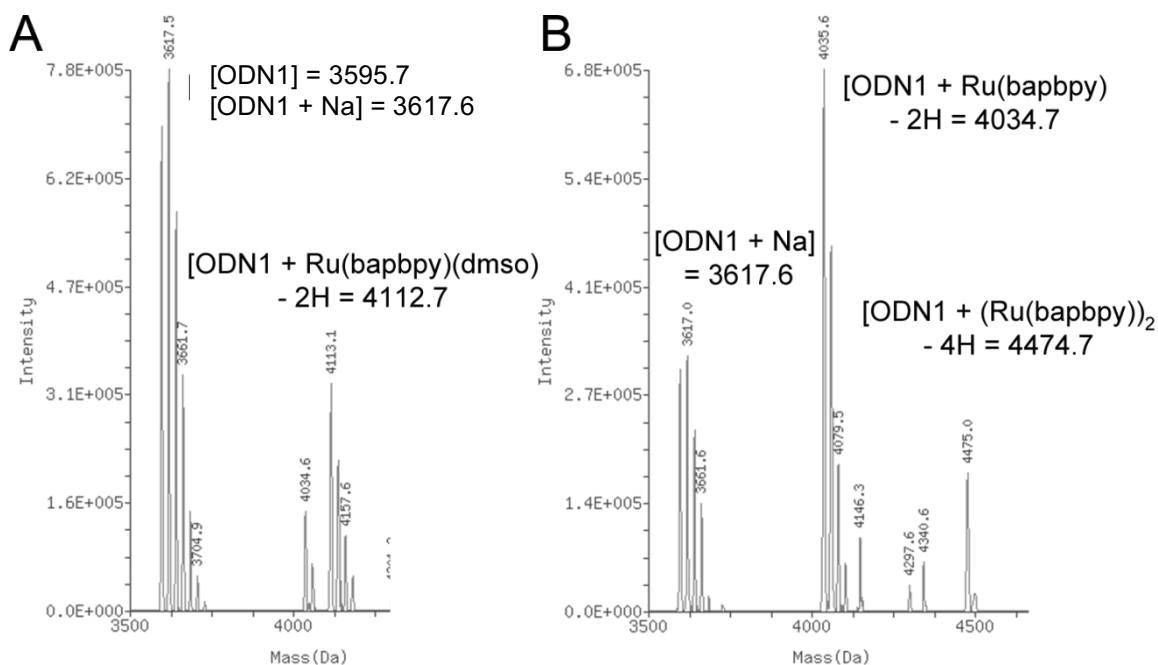 A
3617.5
7.8E+005
[ODN1] = 3595.7
[ODN1 + Na] = 3617.6
6.2E+005
[ODN1 + Ru(bapbpy)(dmso)
- 2H = 4112.7
4.7E+005
Intensity
3661.7
4113.1
3.1E+005
4034.6
4157.6
1.6E+005
3704.9
0.0E+000
3500
4000
Mass(Da)
B
4035.6
6.8E+005
[ODN1 + Ru(bapbpy)
- 2H = 4034.7
5.4E+005
[ODN1 + Na]
= 3617.6
4.1E+005
[ODN1 + (Ru(bapbpy))2
- 4H = 4474.7
Intensity
3617.0
2.7E+005
4079.5
4475.0
3661.6
1.4E+005
4146.3
4297.6
4340.6
0.0E+000
3500
4000
4500
Mass(Da)